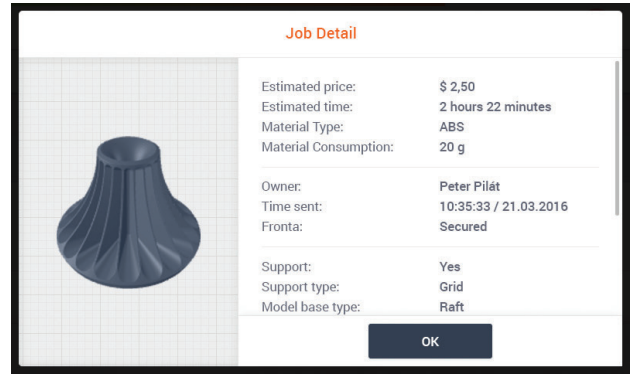 Job Detail
Estimated price: $ 2,50
Estimated time: 2 hours 22 minutes
Material Type: ABS
Material Consumption: 20 g
Owner: Peter Pilát
Time sent: 10:35:33 / 21.03.2016
Fronta: Secured
Support: Yes
Support type: Grid
Model base type: Raft
OK